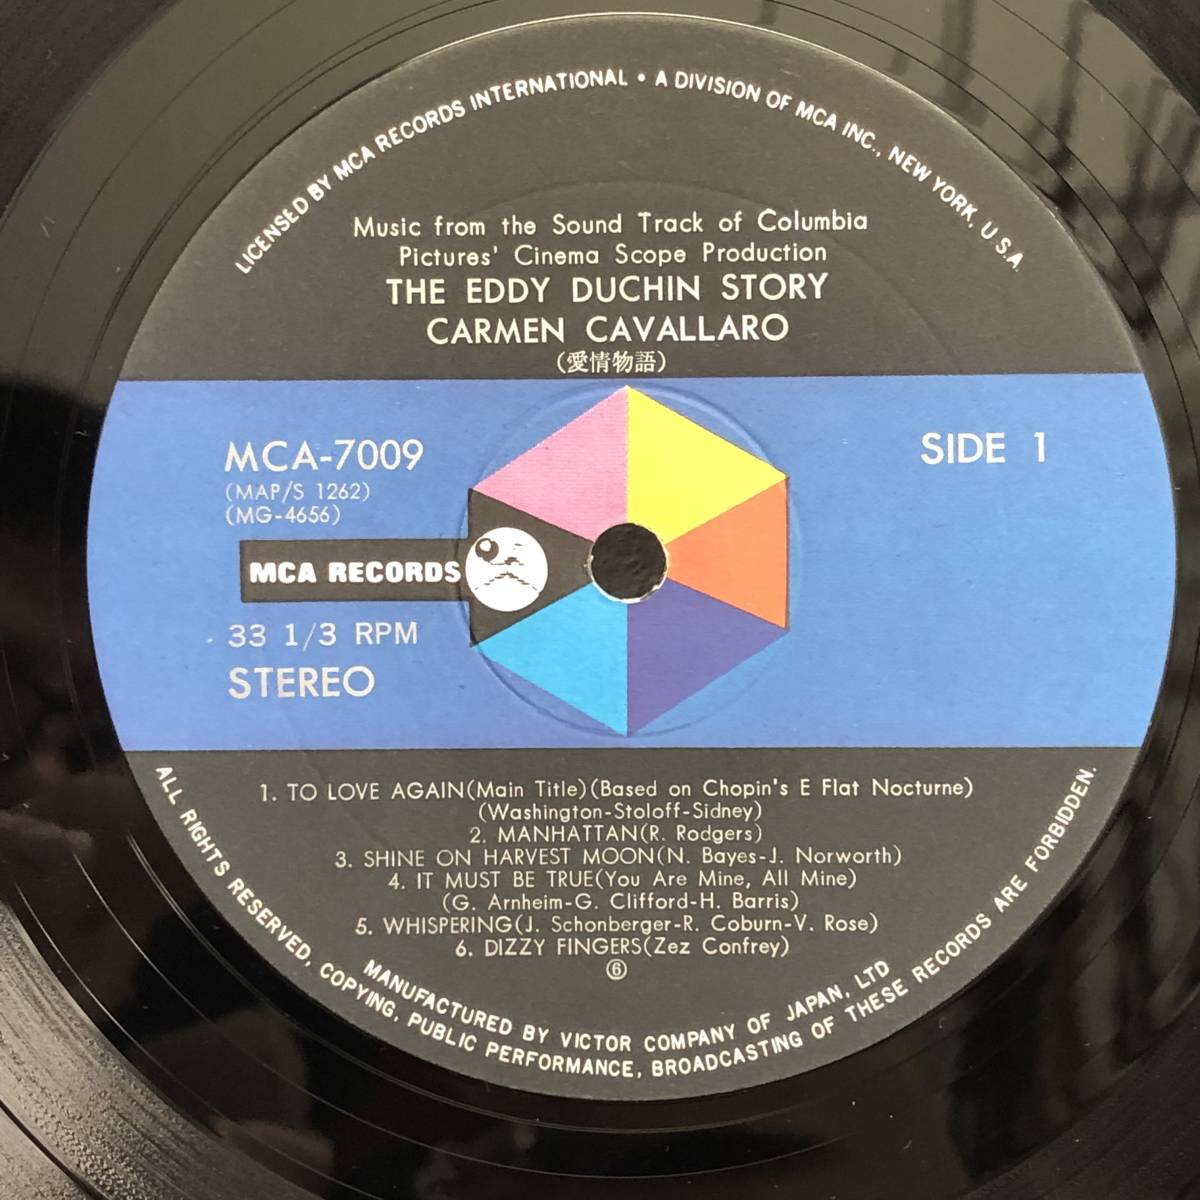 LICENSED BY MCA RECORDS INTERNATIONAL • A DIVISION OF MCA INC., NEW YORK, U.S.A.
Music from the Sound Track of Columbia
Pictures' Cinema Scope Production
THE EDDY DUCHIN STORY
CARMEN CAVALLARO
(愛情物語)
MCA-7009
(MAP/S 1262)
(MG-4656)
SIDE 1
MCA RECORDS
33 1/3 RPM
STEREO
1. TO LOVE AGAIN(Main Title)(Based on Chopin's E Flat Nocturne)
(Washington-Stoloff-Sidney)
2. MANHATTAN(R. Rodgers)
3. SHINE ON HARVEST MOON(N. Bayes-J. Norworth)
4. IT MUST BE TRUE(You Are Mine, All Mine)
(G. Arnheim-G. Clifford-H. Barris)
5. WHISPERING(J. Schonberger-R. Coburn-V. Rose)
6. DIZZY FINGERS(Zez Confrey)
⑥
MANUFACTURED BY VICTOR COMPANY OF JAPAN, LTD
ALL RIGHTS RESERVED, COPYING, PUBLIC PERFORMANCE, BROADCASTING OF THESE RECORDS ARE FORBIDDEN.